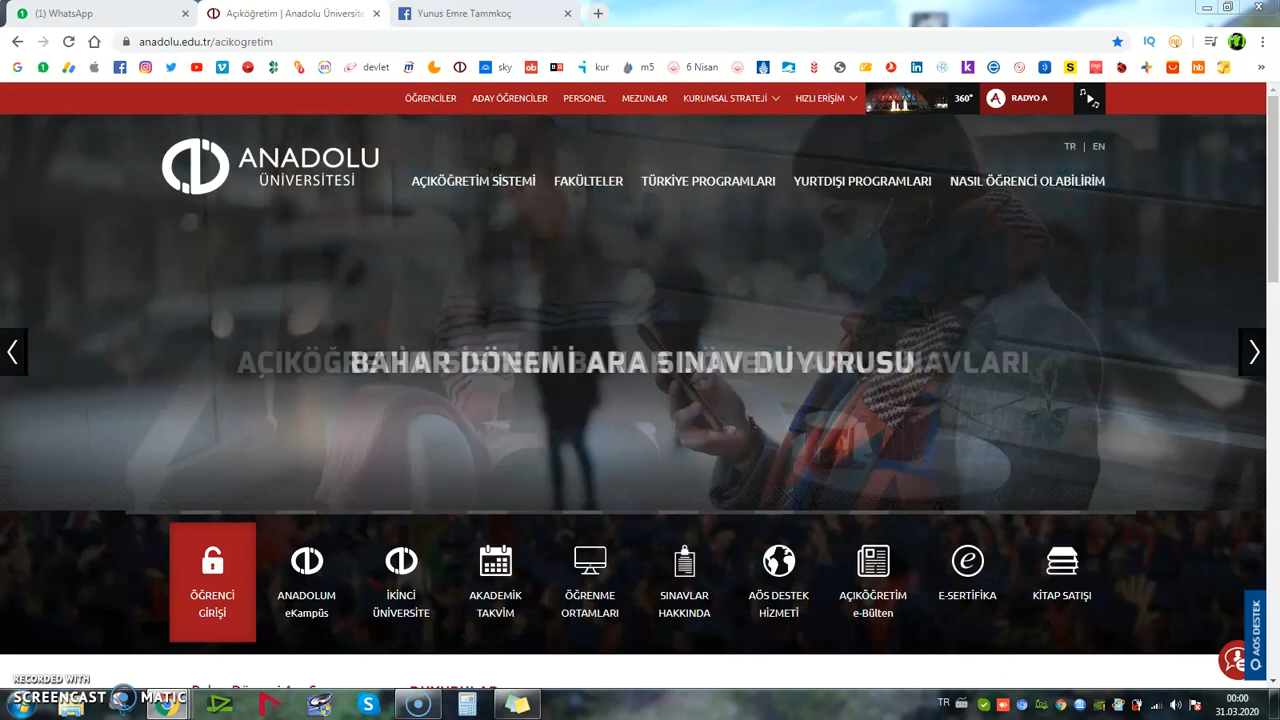 (1) WhatsApp
Açıköğretim | Anadolu Üniversite
Yunus Emre Tammkoç
anadolu.edu.tr/acikogretim
devlet
sky
kur
m5
6 Nisan
ÖĞRENCİLER
ADAY ÖĞRENCİLER
PERSONEL
MEZUNLAR
KURUMSAL STRATEJİ
HIZLI ERİŞİM
360°
RADYO A
TR | EN
ANADOLU
ÜNİVERSİTESİ
AÇIKÖĞRETİM SİSTEMİ
FAKÜLTELER
TÜRKİYE PROGRAMLARI
YURTDIŞI PROGRAMLARI
NASIL ÖĞRENCİ OLABİLİRİM
BAHAR DÖNEMİ ARA SINAV DUYURUSU
ÖĞRENCİ
GİRİŞİ
ANADOLUM
eKampüs
İKİNCİ
ÜNİVERSİTE
AKADEMİK
TAKVİM
ÖĞRENME
ORTAMLARI
SINAVLAR
HAKKINDA
AÖS DESTEK
HİZMETİ
AÇIKÖĞRETİM
e-Bülten
E-SERTİFİKA
KİTAP SATIŞI
AOS DESTEK
RECORDED WITH
SCREENCAST MATIC
TR
00:00
31.03.2020